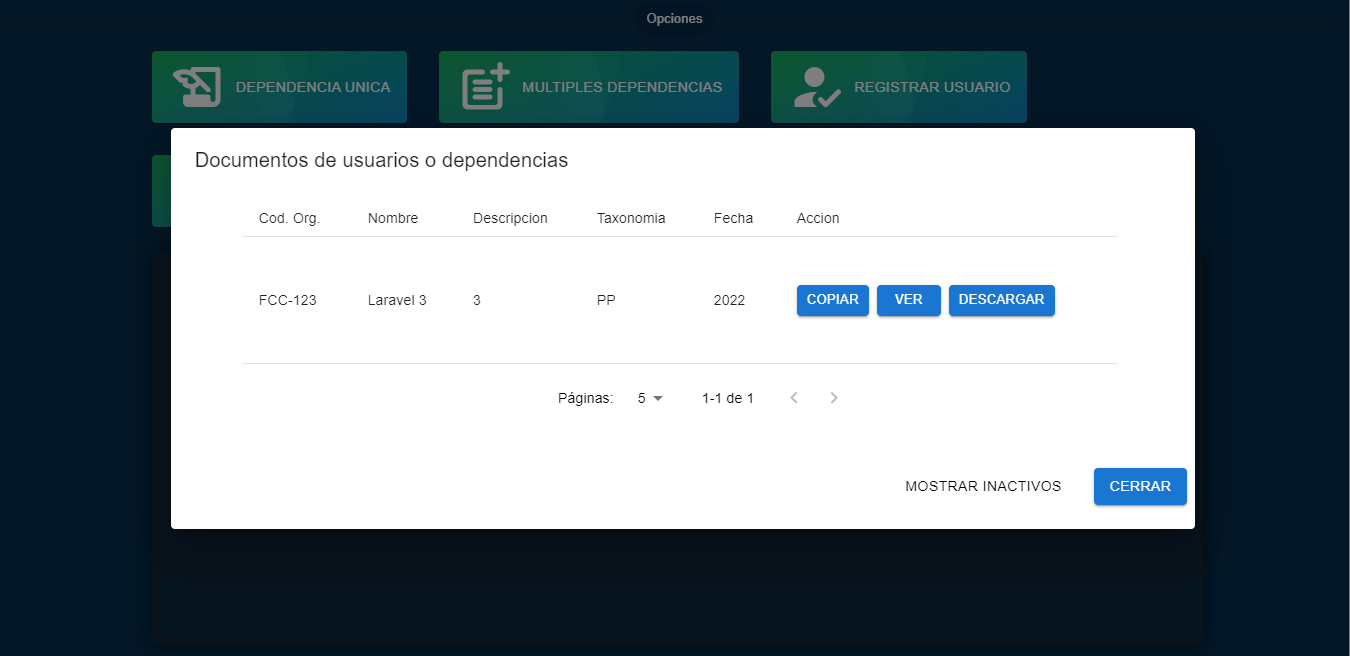 Opciones
DEPENDENCIA UNICA
MULTIPLES DEPENDENCIAS
REGISTRAR USUARIO
Documentos de usuarios o dependencias
Cod. Org. Nombre Descripcion Taxonomia Fecha Accion
FCC-123 Laravel 3 3 PP 2022 COPIAR VER DESCARGAR
Páginas: 5 1-1 de 1
MOSTRAR INACTIVOS CERRAR